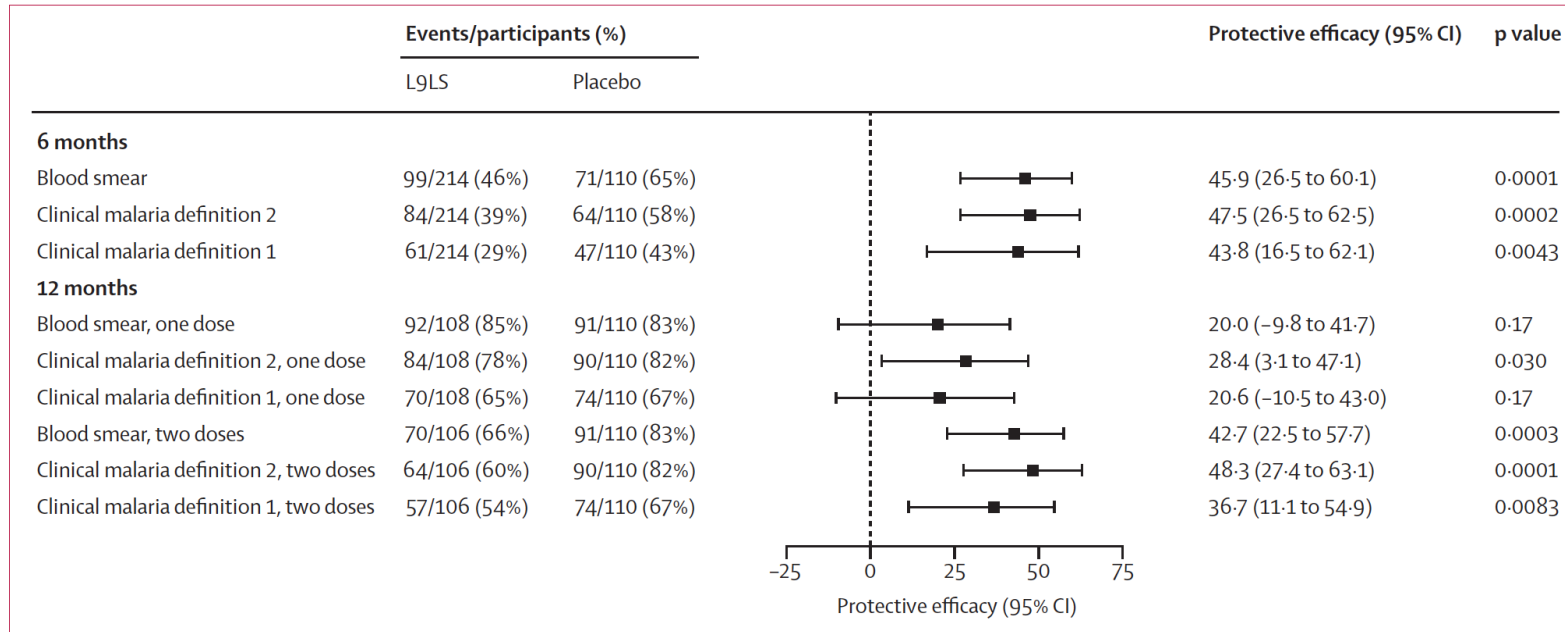 Events/participants (%) Protective efficacy (95% CI) p value
L9LS Placebo
6 months
Blood smear 99/214 (46%) 71/110 (65%) 45·9 (26·5 to 60·1) 0·0001
Clinical malaria definition 2 84/214 (39%) 64/110 (58%) 47·5 (26·5 to 62·5) 0·0002
Clinical malaria definition 1 61/214 (29%) 47/110 (43%) 43·8 (16·5 to 62·1) 0·0043
12 months
Blood smear, one dose 92/108 (85%) 91/110 (83%) 20·0 (–9·8 to 41·7) 0·17
Clinical malaria definition 2, one dose 84/108 (78%) 90/110 (82%) 28·4 (3·1 to 47·1) 0·030
Clinical malaria definition 1, one dose 70/108 (65%) 74/110 (67%) 20·6 (–10·5 to 43·0) 0·17
Blood smear, two doses 70/106 (66%) 91/110 (83%) 42·7 (22·5 to 57·7) 0·0003
Clinical malaria definition 2, two doses 64/106 (60%) 90/110 (82%) 48·3 (27·4 to 63·1) 0·0001
Clinical malaria definition 1, two doses 57/106 (54%) 74/110 (67%) 36·7 (11·1 to 54·9) 0·0083
–25 0 25 50 75
Protective efficacy (95% CI)